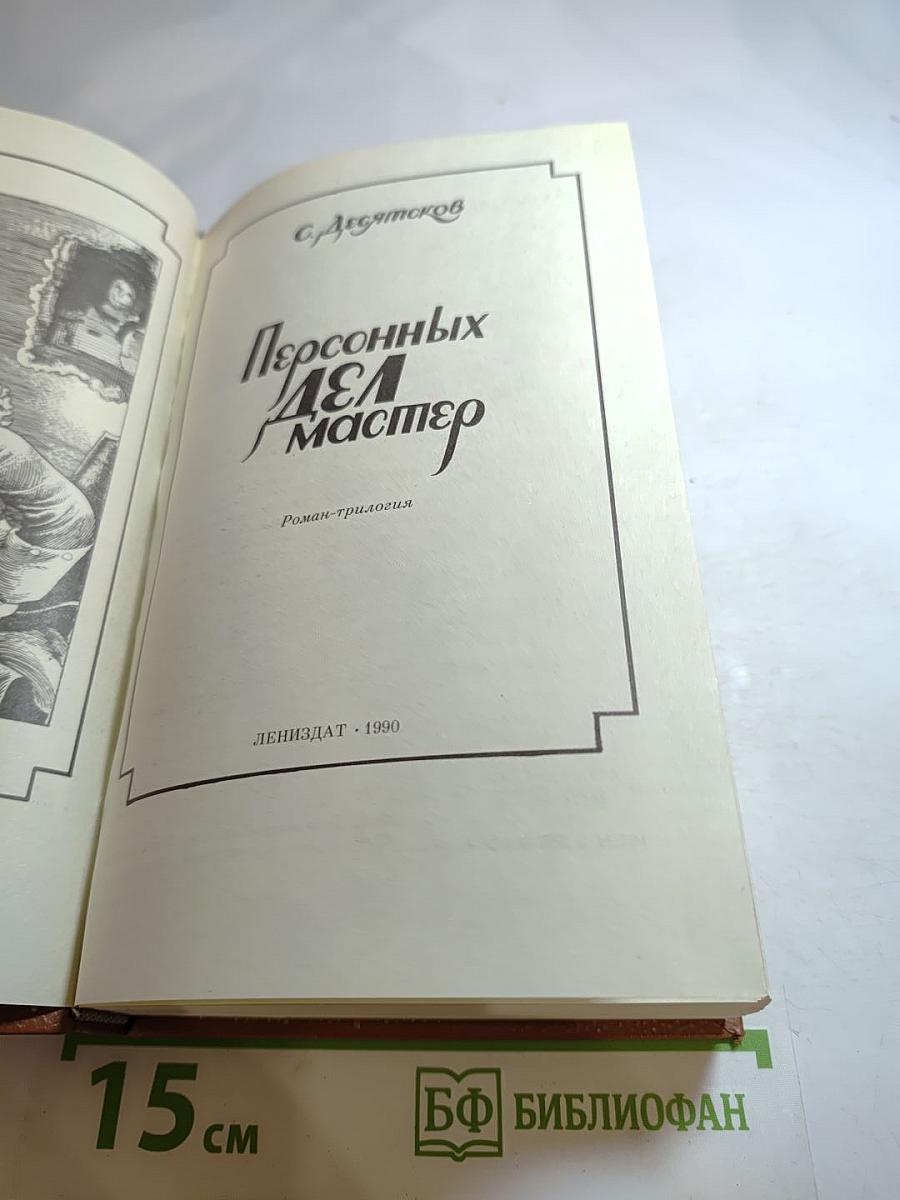 С. Десятсков
Персонных
ДЕЛ
мастер
Роман-трилогия
ЛЕНИЗДАТ · 1990
15 см
БФ БИБЛИОФАН